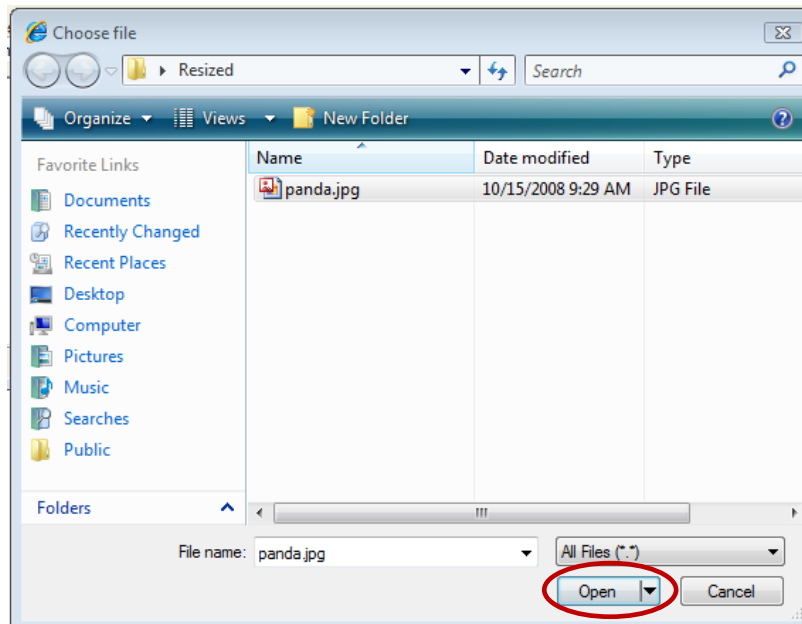 Choose file
Resized
Search
Organize
Views
New Folder
Favorite Links
Documents
Recently Changed
Recent Places
Desktop
Computer
Pictures
Music
Searches
Public
Folders
Name Date modified Type
panda.jpg 10/15/2008 9:29 AM JPG File
File name: panda.jpg All Files (*.*)
Open Cancel